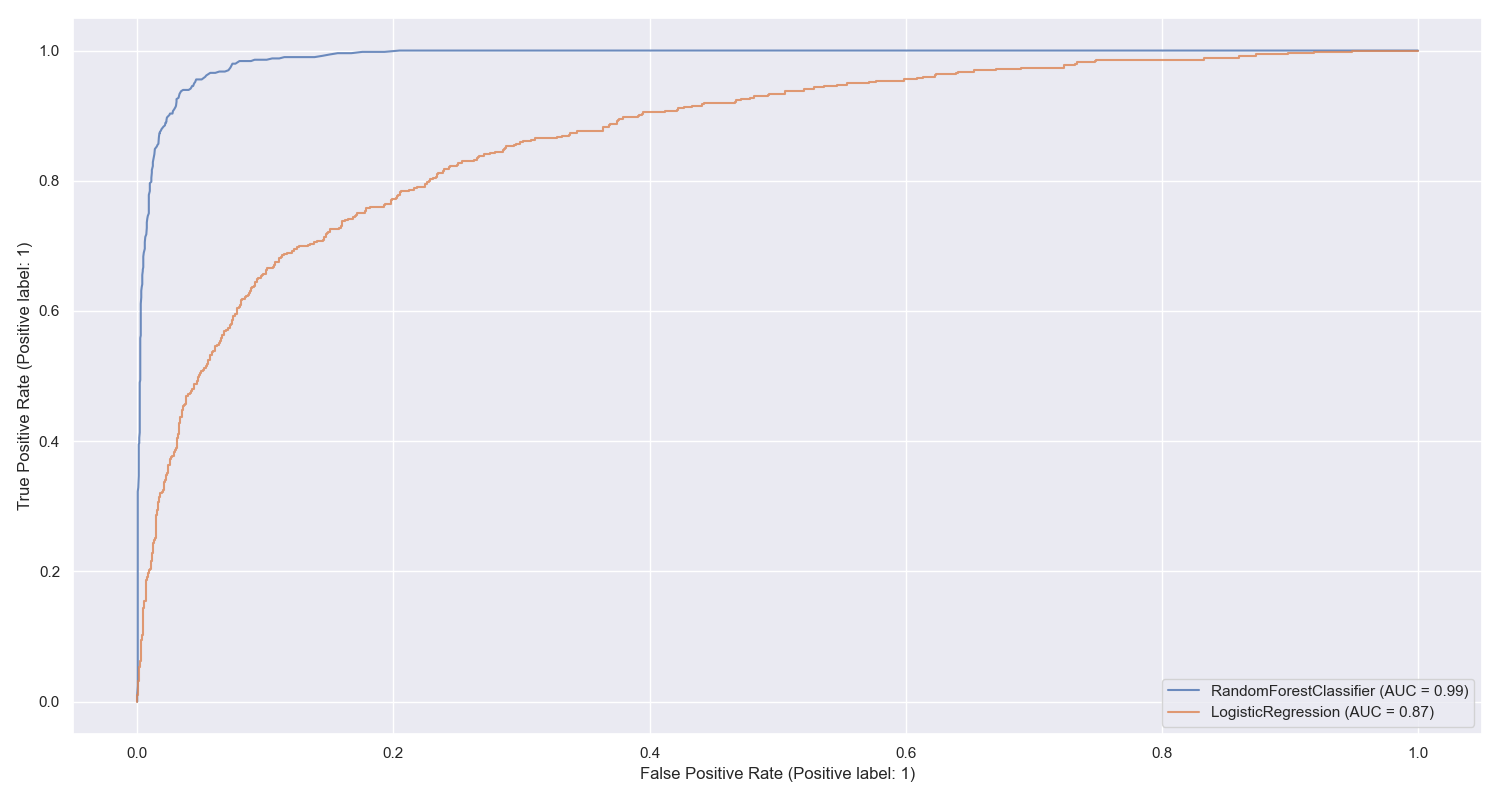 1.0
0.8
0.6
0.4
0.2
0.0
True Positive Rate (Positive label: 1)
RandomForestClassifier (AUC = 0.99)
LogisticRegression (AUC = 0.87)
0.0 0.2 0.4 0.6 0.8 1.0
False Positive Rate (Positive label: 1)